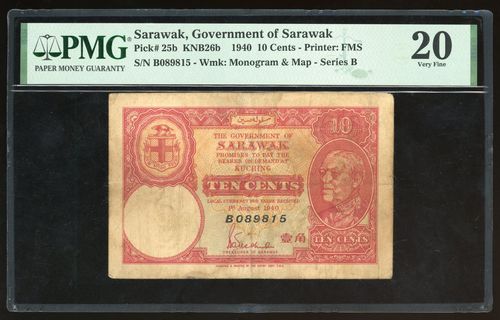 PMG
PAPER MONEY GUARANTY
Sarawak, Government of Sarawak
Pick# 25b KNB26b 1940 10 Cents - Printer: FMS
S/N B089815 - Wmk: Monogram & Map - Series B
20
Very Fine
10
THE GOVERNMENT OF
SARAWAK
PROMISES TO PAY THE
BEARER ON DEMAND AT
KUCHING
TEN CENTS
LOCAL CURRENCY FOR VALUE RECEIVED
1st August 1940
B089815
壹角
TREASURER OF SARAWAK
TEN CENTS